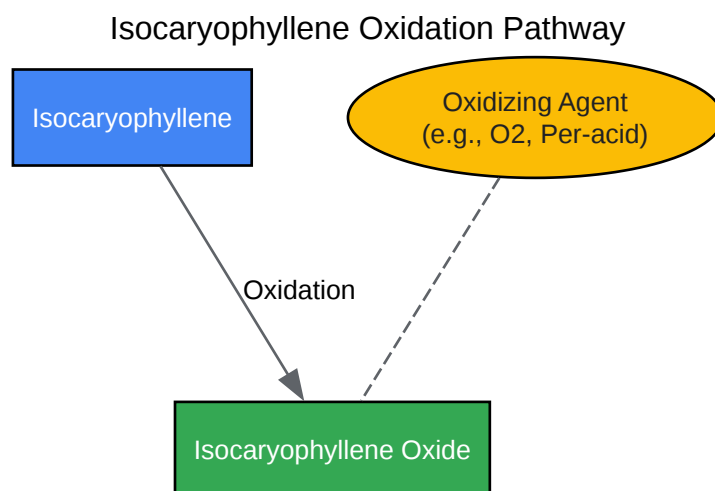 Isocaryophyllene Oxidation Pathway
Isocaryophyllene
Oxidizing Agent
(e.g., O2, Per-acid)
Oxidation
Isocaryophyllene Oxide